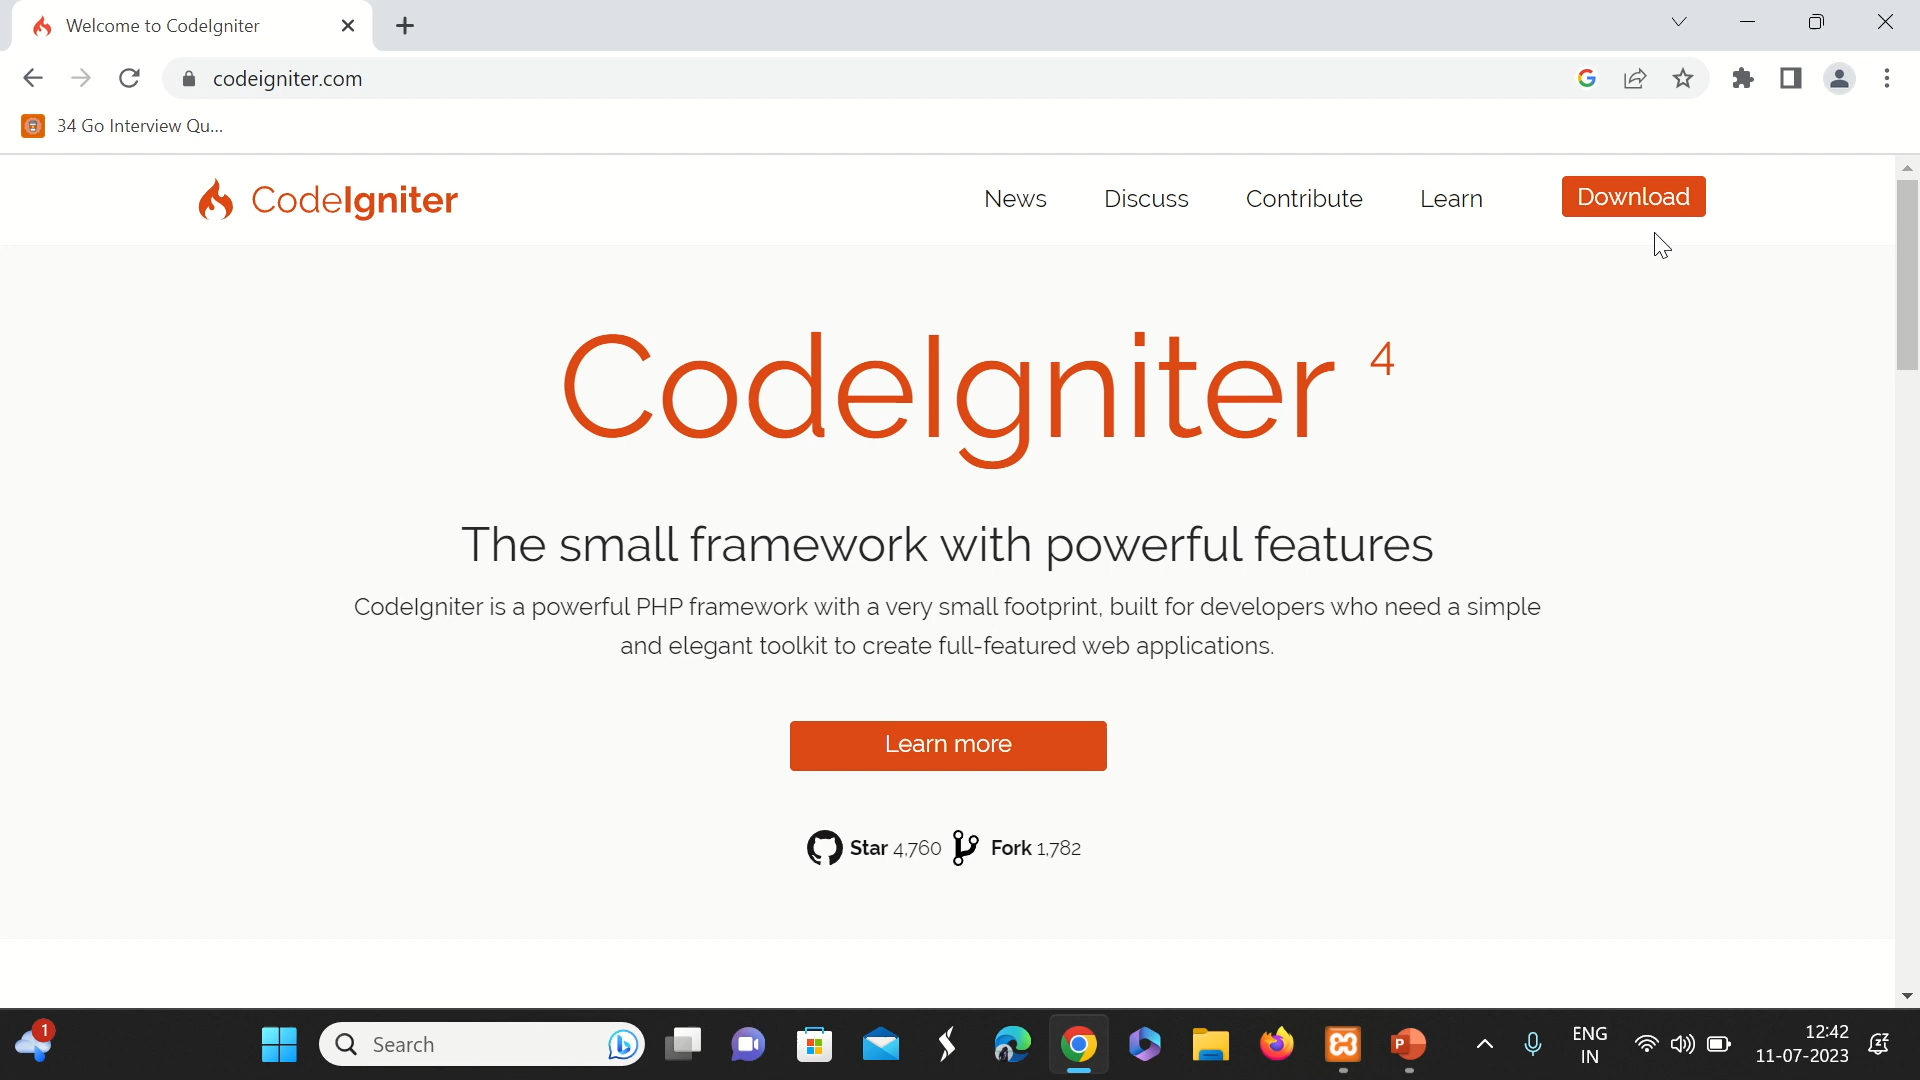 Welcome to CodeIgniter
codeigniter.com
34 Go Interview Qu...
CodeIgniter
News Discuss Contribute Learn Download
CodeIgniter 4
The small framework with powerful features
CodeIgniter is a powerful PHP framework with a very small footprint, built for developers who need a simple
and elegant toolkit to create full-featured web applications.
Learn more
Star 4,760 Fork 1,782
1
Search
P
ENG
IN
12:42
11-07-2023